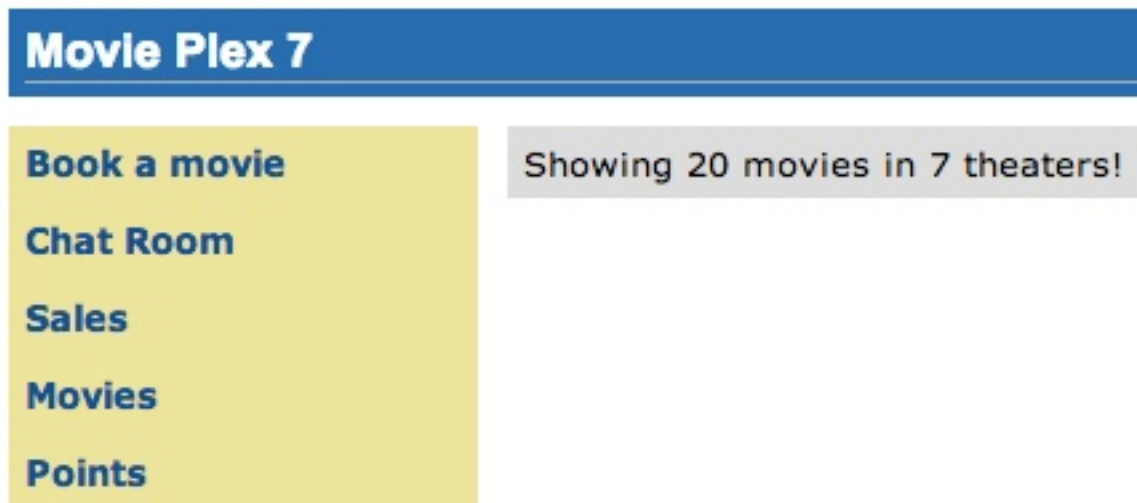 Movie Plex 7
Book a movie
Chat Room
Sales
Movies
Points
Showing 20 movies in 7 theaters!